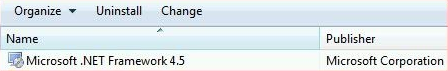 Organize Uninstall Change
Name Publisher
Microsoft .NET Framework 4.5 Microsoft Corporation